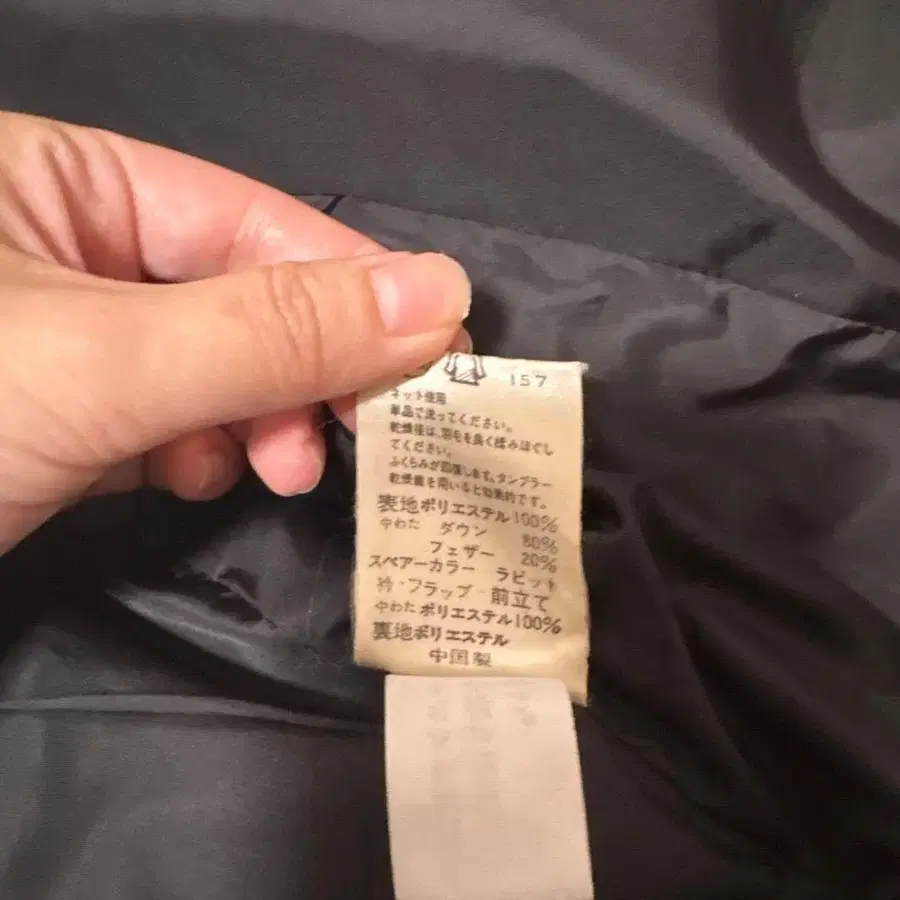 157
ネット使用
単品で洗ってください。
乾燥後は、羽毛を良く揉みほぐし
てください。
ふくらみが回復します。タンブラー
乾燥機を用いると効果的です。
表地ポリエステル100%
中わた ダウン 80%
フェザー 20%
スペアーカラー ラビット
衿・フラップ・前立て
中わたポリエステル100%
裏地ポリエステル
中国製